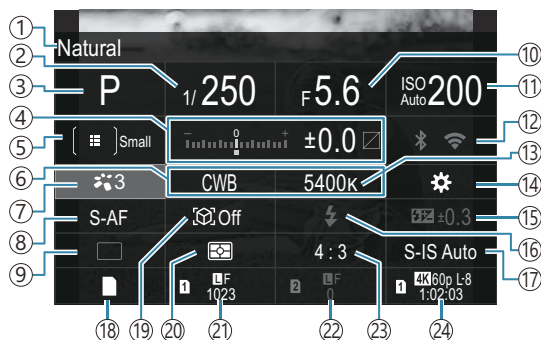 ① Natural
② 1/250 ⑩ F5.6
③ P ⑪ ISO Auto 200
④ − 0 + ±0.0 ⑫
⑤ Small ⑬
⑥ CWB 5400K
⑦ 3 ⑭
⑧ S-AF Off ⑮ ±0.3
⑨ 4:3 ⑯
S-IS Auto ⑰
1 LF 1023 2 LF 0 1 4K 60p L-8 1:02:03
⑱ ⑲ ⑳ ㉑ ㉒ ㉓ ㉔